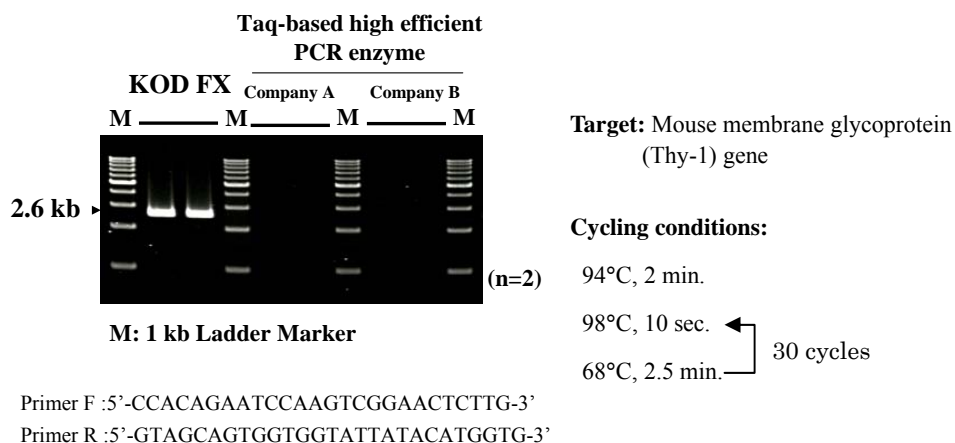 Taq-based high efficient
PCR enzyme
KOD FX
Company A
Company B
M
M
M
M
2.6 kb
(n=2)
M: 1 kb Ladder Marker
Primer F :5’-CCACAGAATCCAAGTCGGAACTCTTG-3’
Primer R :5’-GTAGCAGTGGTGGTATTATACATGGTG-3’
Target: Mouse membrane glycoprotein
(Thy-1) gene
Cycling conditions:
94°C, 2 min.
98°C, 10 sec.
68°C, 2.5 min.
30 cycles